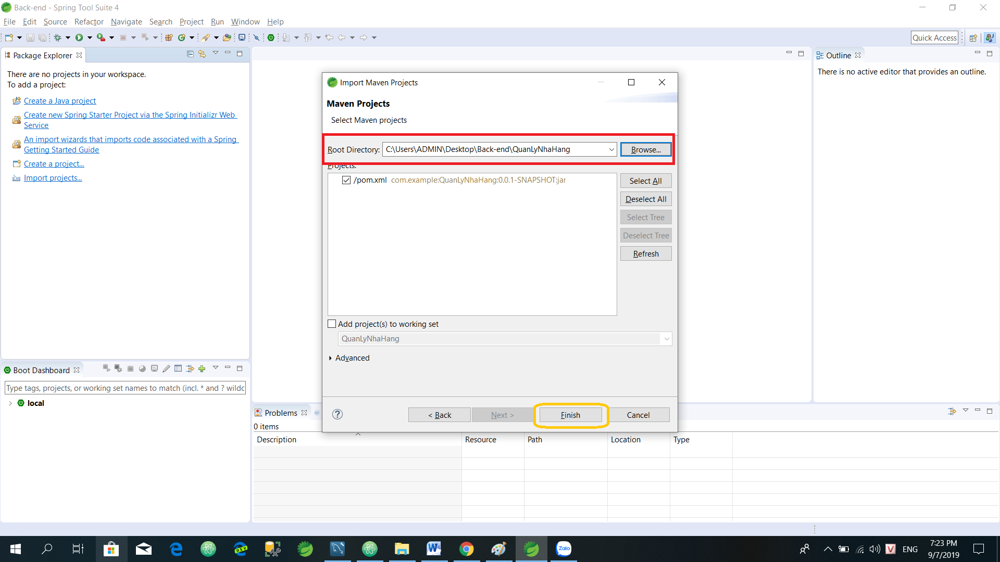 Back-end - Spring Tool Suite 4
File Edit Source Refactor Navigate Search Project Run Window Help
Quick Access
Package Explorer
There are no projects in your workspace.
To add a project:
Create a Java project
Create new Spring Starter Project via the Spring Initializr Web
Service
An import wizards that imports code associated with a Spring
Getting Started Guide
Create a project...
Import projects...
Outline
There is no active editor that provides an outline.
Import Maven Projects
Maven Projects
Select Maven projects
Root Directory: C:\Users\ADMIN\Desktop\Back-end\QuanLyNhaHang Browse...
Projects:
/pom.xml com.example:QuanLyNhaHang:0.0.1-SNAPSHOT:jar
Select All
Deselect All
Select Tree
Deselect Tree
Refresh
Add project(s) to working set
QuanLyNhaHang
Advanced
< Back Next > Finish Cancel
Boot Dashboard
Type tags, projects, or working set names to match (incl. * and ? wildc
local
Problems
0 items
Description Resource Path Location Type
DEV
Zalo
ENG
7:23 PM
9/7/2019